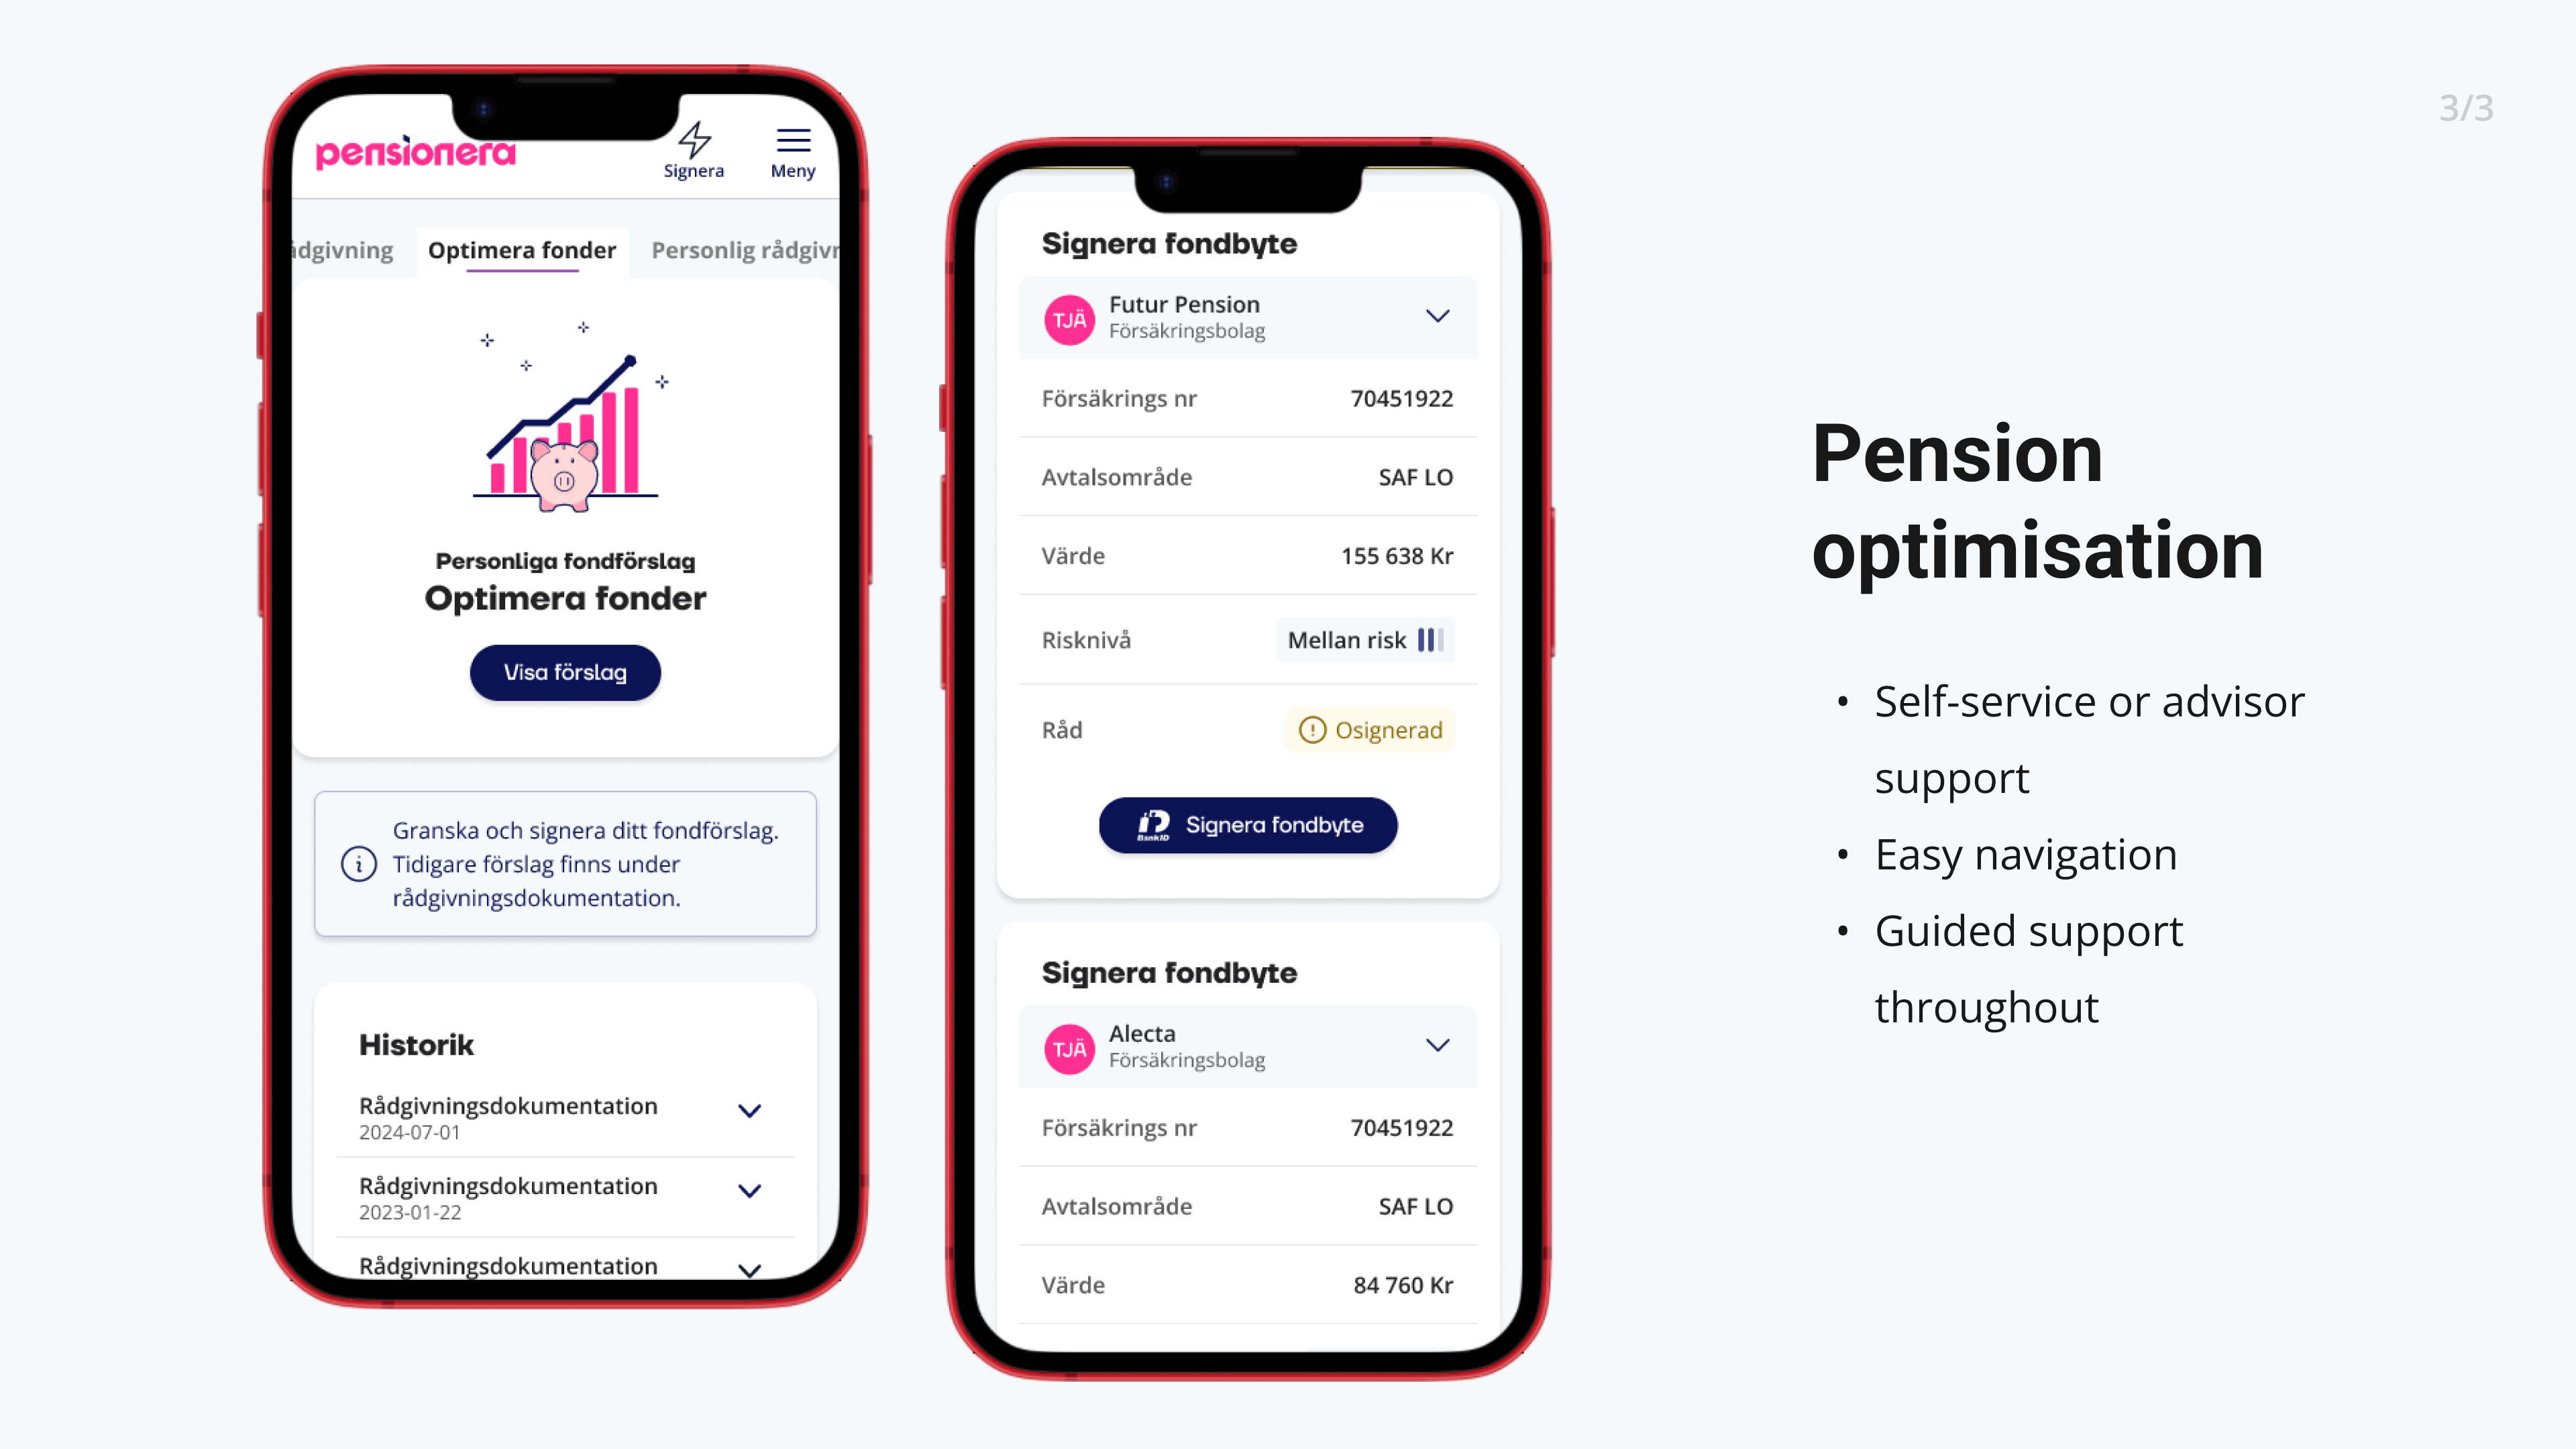 3/3
pensionera
Signera
Meny
ådgivning
Optimera fonder
Personlig rådgivr
Personliga fondförslag
Optimera fonder
Visa förslag
Granska och signera ditt fondförslag.
Tidigare förslag finns under
rådgivningsdokumentation.
Historik
Rådgivningsdokumentation
2024-07-01
Rådgivningsdokumentation
2023-01-22
Rådgivningsdokumentation
Signera fondbyte
TJÄ
Futur Pension
Försäkringsbolag
Försäkrings nr 70451922
Avtalsområde SAF LO
Värde 155 638 Kr
Risknivå Mellan risk
Råd Osignerad
BankID Signera fondbyte
Signera fondbyte
TJÄ
Alecta
Försäkringsbolag
Försäkrings nr 70451922
Avtalsområde SAF LO
Värde 84 760 Kr
Pension
optimisation
• Self-service or advisor
support
• Easy navigation
• Guided support
throughout